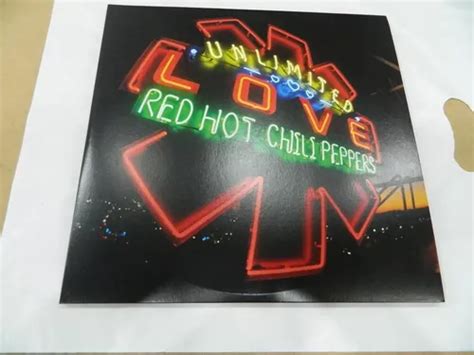 UNLIMITED
LOVE
RED HOT CHILI PEPPERS